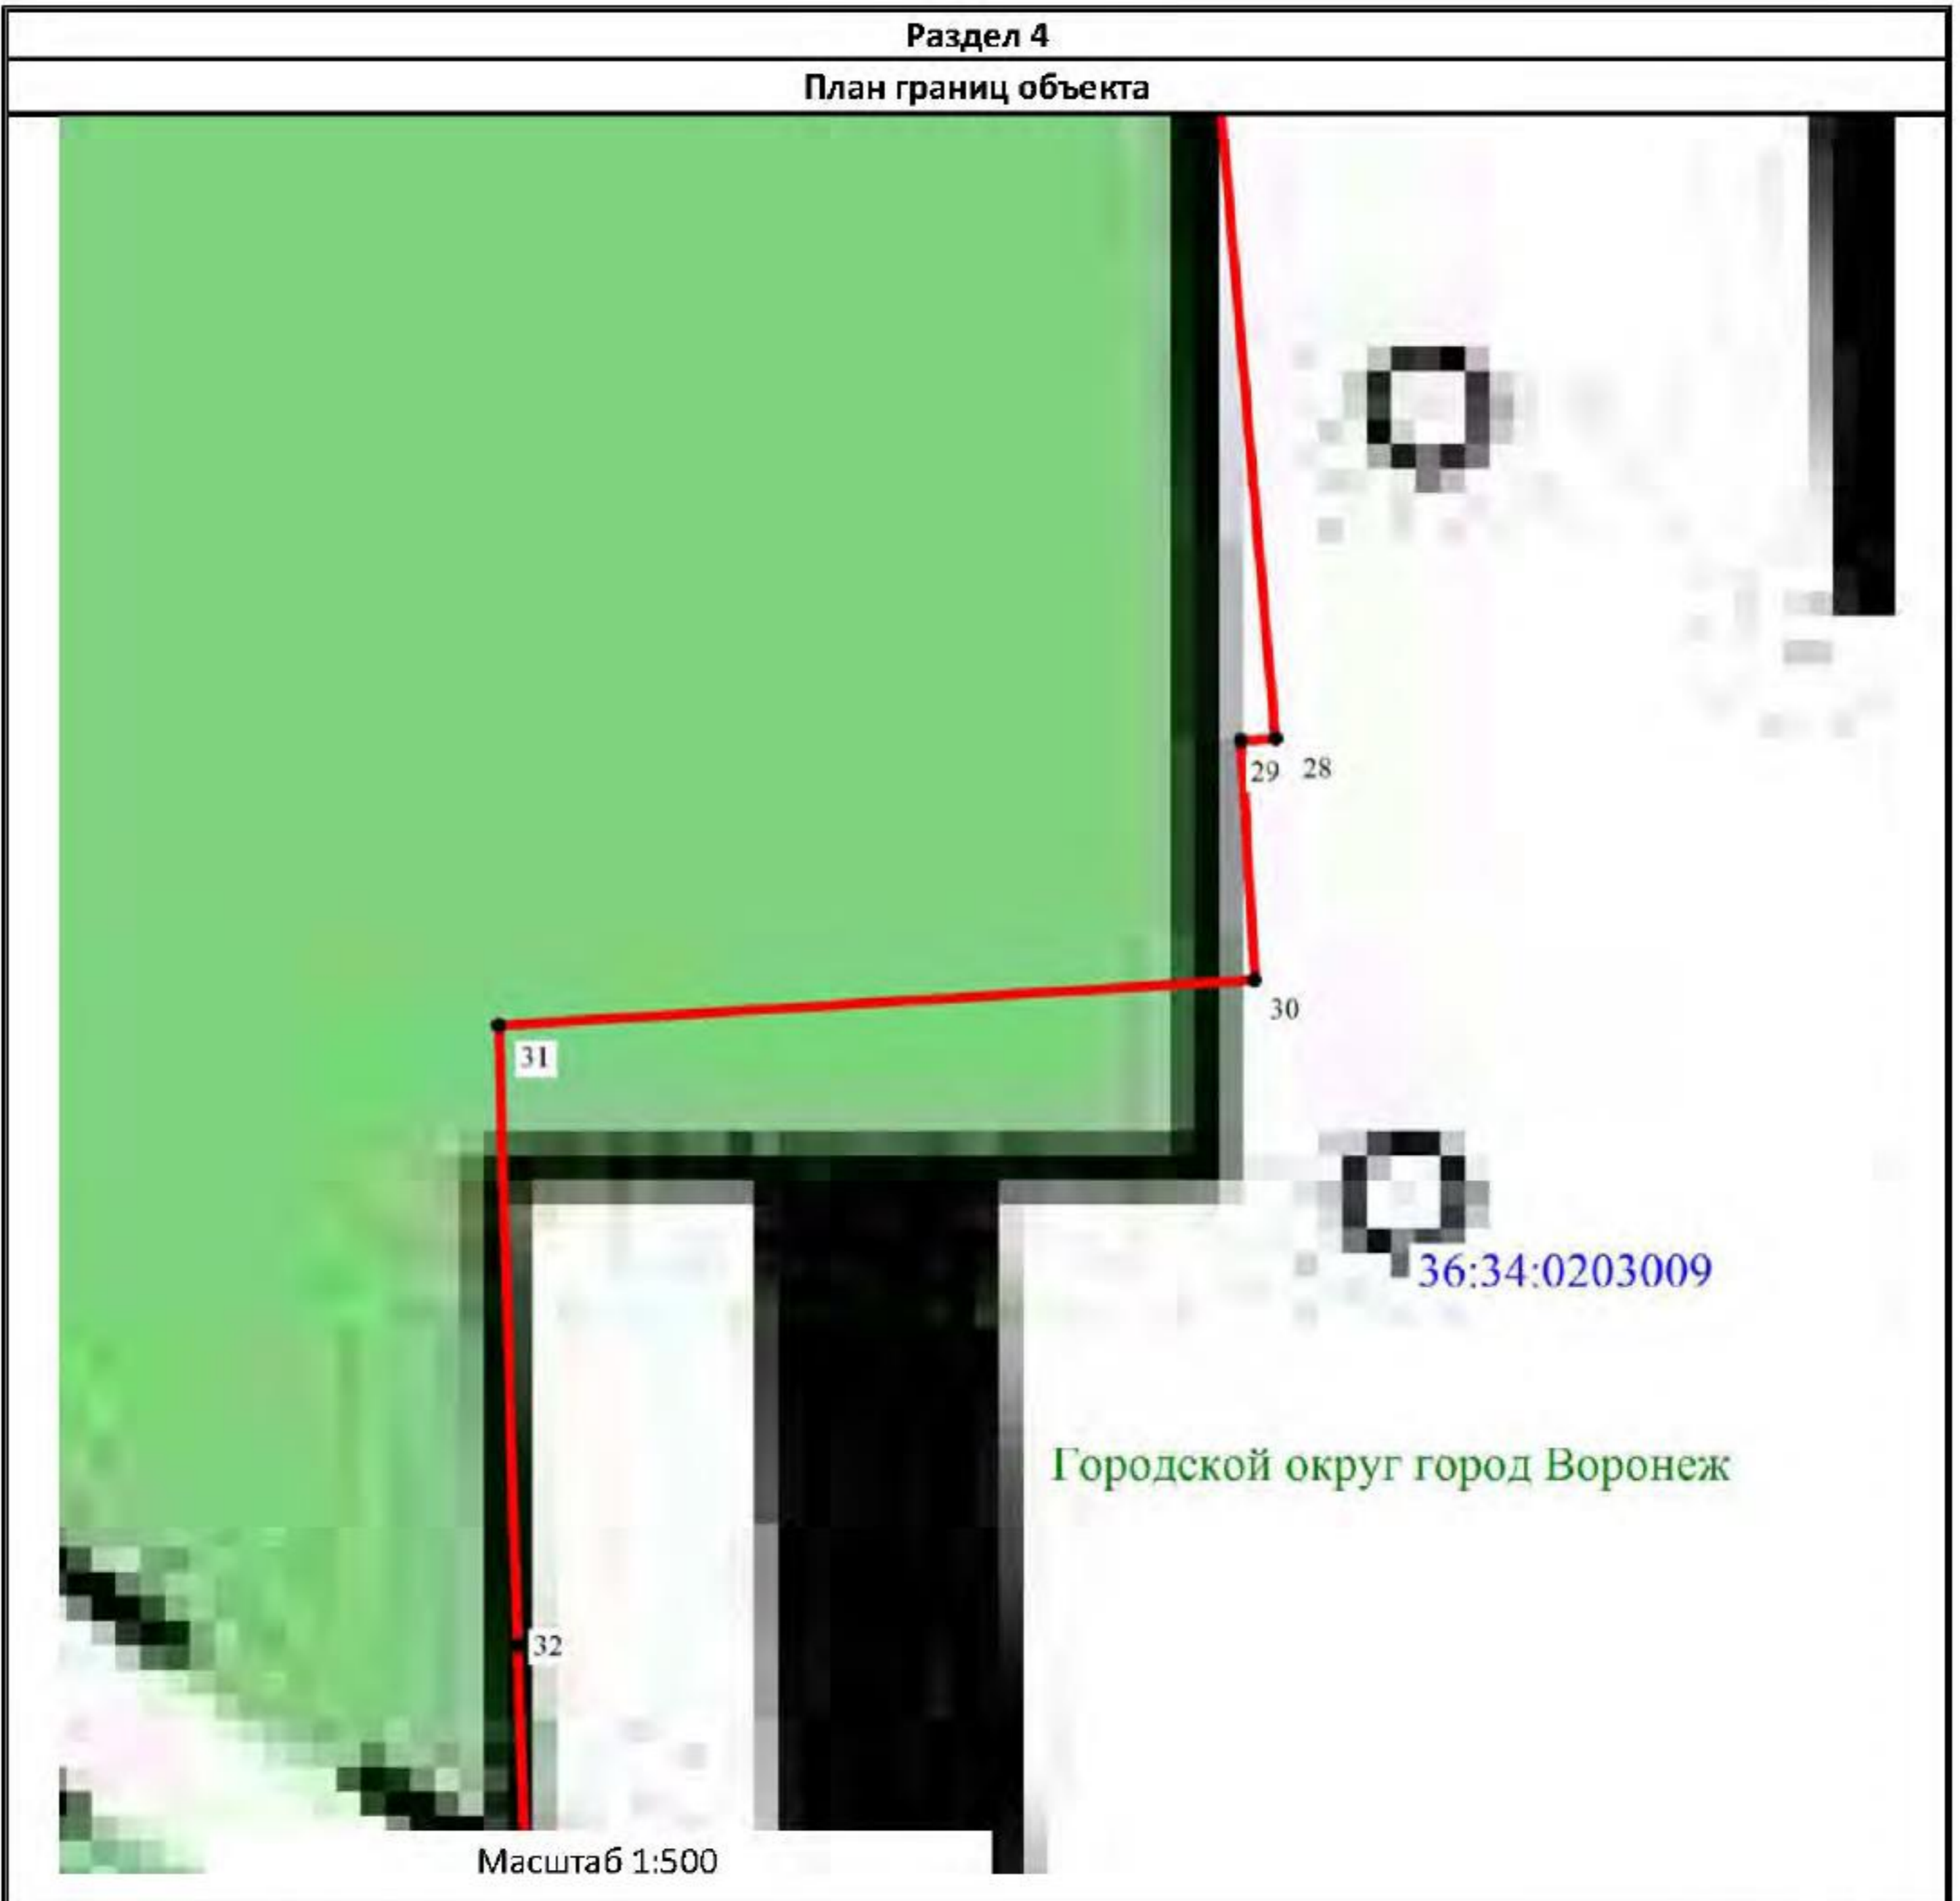 Раздел 4
План границ объекта
29 28
30
31
36:34:0203009
Городской округ город Воронеж
32
Масштаб 1:500